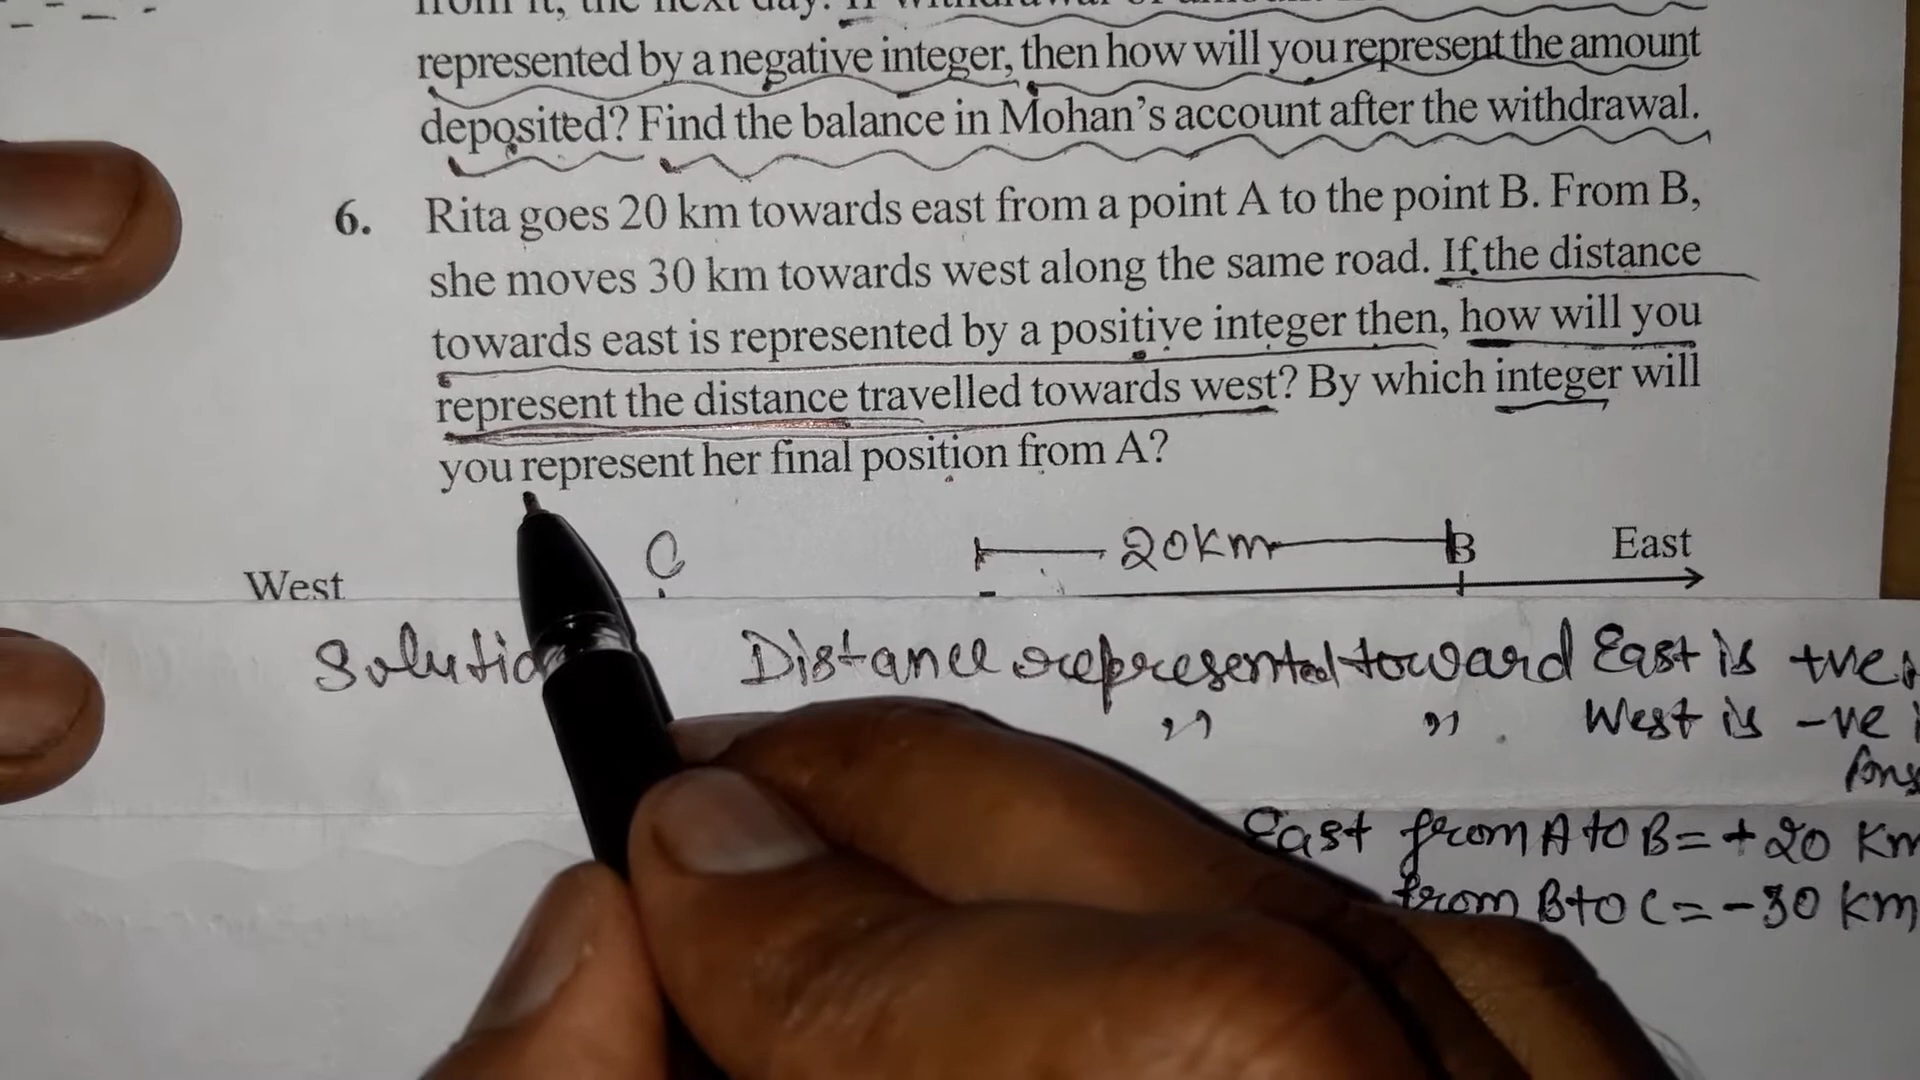 represented by a negative integer, then how will you represent the amount
deposited? Find the balance in Mohan's account after the withdrawal.
6. Rita goes 20 km towards east from a point A to the point B. From B,
she moves 30 km towards west along the same road. If the distance
towards east is represented by a positive integer then, how will you
represent the distance travelled towards west? By which integer will
you represent her final position from A?
C 20 km B East
West
Solutio Distance represented toward East is +ve
,, ,, . West is -ve
Ans
East from A to B = +20 Km
from B to C = -30 Km